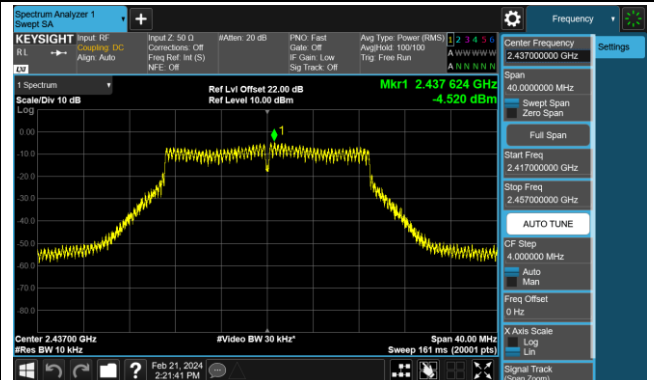 Spectrum Analyzer 1
Swept SA
Frequency
KEYSIGHT
RL
Input: RF
Coupling: DC
Align: Auto
Input Z: 50 Ω
Corrections: Off
Freq Ref: Int (S)
NFE: Off
#Atten: 20 dB
PNO: Fast
Gate: Off
IF Gain: Low
Sig Track: Off
Avg Type: Power (RMS)
Avg|Hold: 100/100
Trig: Free Run
1 2 3 4 5 6
A W W W W W
A N N N N N
LXI
1 Spectrum
Scale/Div 10 dB
Log
Ref Lvl Offset 22.00 dB
Ref Level 10.00 dBm
Mkr1 2.437 624 GHz
-4.520 dBm
1
0.00
-10.0
-20.0
-30.0
-40.0
-50.0
-60.0
-70.0
-80.0
Center 2.43700 GHz
#Res BW 10 kHz
#Video BW 30 kHz*
Span 40.00 MHz
Sweep 161 ms (20001 pts)
Center Frequency
2.437000000 GHz
Settings
Span
40.0000000 MHz
Swept Span
Zero Span
Full Span
Start Freq
2.417000000 GHz
Stop Freq
2.457000000 GHz
AUTO TUNE
CF Step
4.000000 MHz
Auto
Man
Freq Offset
0 Hz
X Axis Scale
Log
Lin
Signal Track
(Span Zoom)
?
Feb 21, 2024
2:21:41 PM